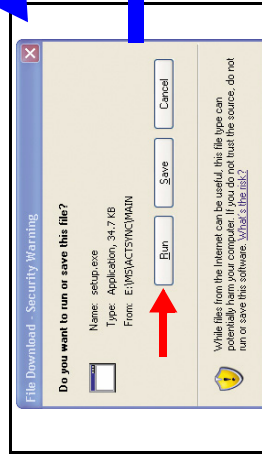 File Download - Security Warning
Do you want to run or save this file?
Name: setup.exe
Type: Application, 34.7 KB
From: E:\MS\ACTSYNC\MAIN
Run Save Cancel
While files from the Internet can be useful, this file type can
potentially harm your computer. If you do not trust the source, do not
run or save this software. What's the risk?